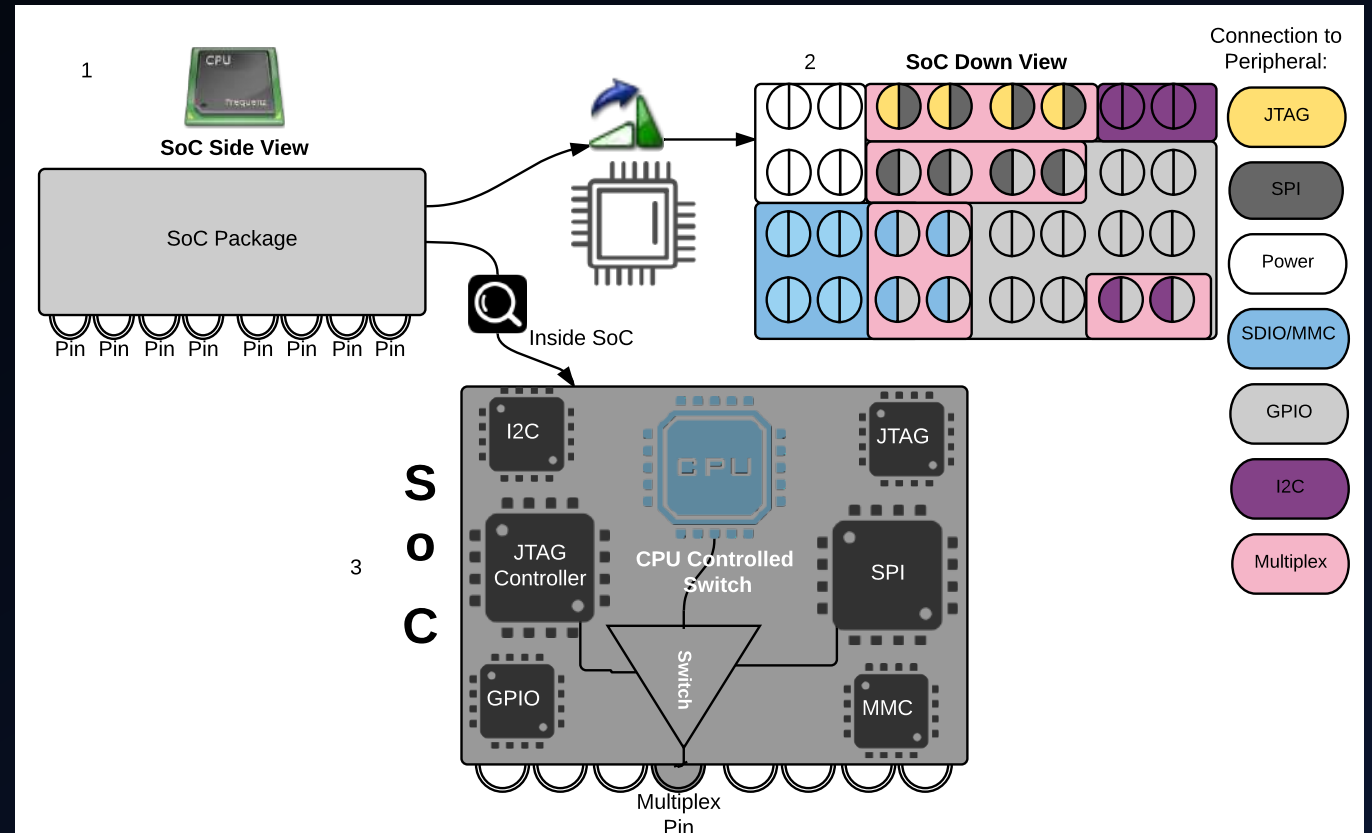 1
CPU
Frequenz
SoC Side View
SoC Package
Pin Pin Pin Pin Pin Pin Pin Pin
Inside SoC
2
SoC Down View
Connection to
Peripheral:
JTAG
SPI
Power
SDIO/MMC
GPIO
I2C
Multiplex
3
S
o
C
I2C
CPU
JTAG
JTAG
Controller
CPU Controlled
Switch
SPI
Switch
GPIO
MMC
Multiplex
Pin